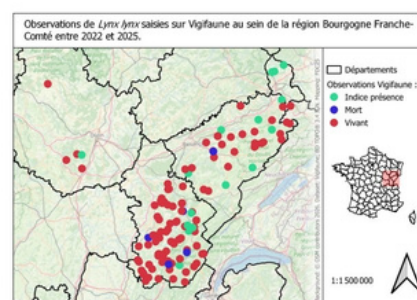 Observations de Lynx lynx saisies sur Vigifaune au sein de la région Bourgogne Franche-
Comté entre 2022 et 2025.
Départements
Observations Vigifaune :
Indice présence
Mort
Vivant
1:1 500 000